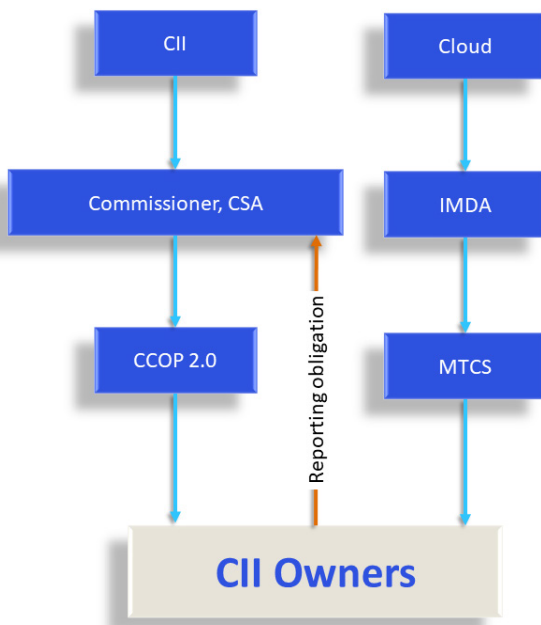 CII
Cloud
Commissioner, CSA
IMDA
CCOP 2.0
MTCS
Reporting obligation
CII Owners